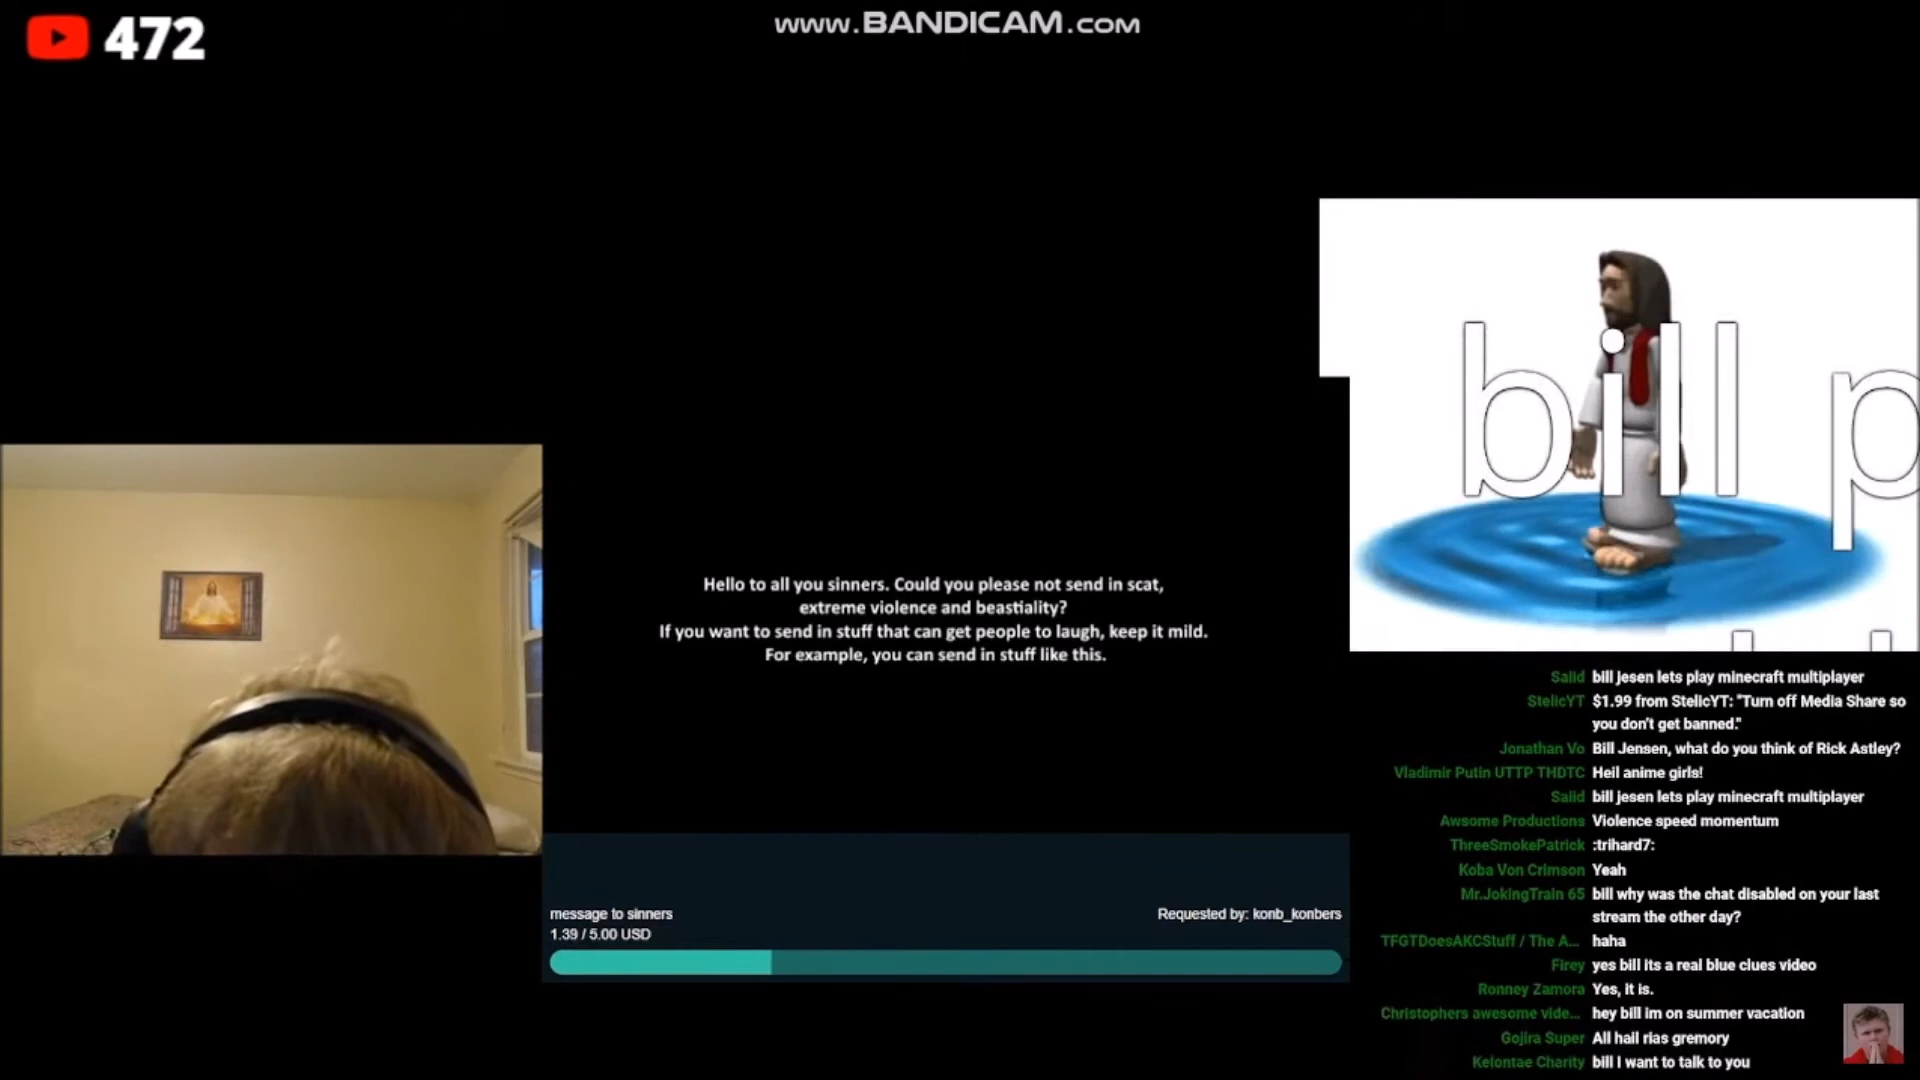 472
www.BANDICAM.COM
bill p
Hello to all you sinners. Could you please not send in scat,
extreme violence and beastiality?
If you want to send in stuff that can get people to laugh, keep it mild.
For example, you can send in stuff like this.
message to sinners
Requested by: konb_konbers
1.39 / 5.00 USD
Salid bill jesen lets play minecraft multiplayer
StelicYT $1.99 from StelicYT: "Turn off Media Share so
you don't get banned."
Jonathan Vo Bill Jensen, what do you think of Rick Astley?
Vladimir Putin UTTP THDTC Heil anime girls!
Salid bill jesen lets play minecraft multiplayer
Awsome Productions Violence speed momentum
ThreeSmokePatrick :trihard7:
Koba Von Crimson Yeah
Mr.JokingTrain 65 bill why was the chat disabled on your last
stream the other day?
TFGTDoesAKCStuff / The A... haha
Firey yes bill its a real blue clues video
Ronney Zamora Yes, it is.
Christophers awesome vide... hey bill im on summer vacation
Gojira Super All hail rias gremory
Kelontae Charity bill I want to talk to you